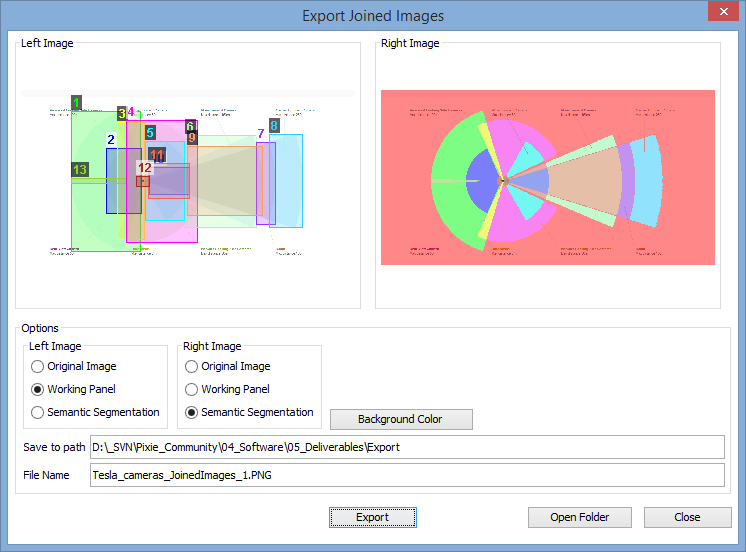 Export Joined Images
Left Image
Right Image
1
2
3
4
5
6
7
8
9
11
12
13
Options
Left Image
Right Image
Original Image
Original Image
Working Panel
Working Panel
Semantic Segmentation
Semantic Segmentation
Background Color
Save to path
D:\_SVN\Pixie_Community\04_Software\05_Deliverables\Export
File Name
Tesla_cameras_JoinedImages_1.PNG
Export
Open Folder
Close